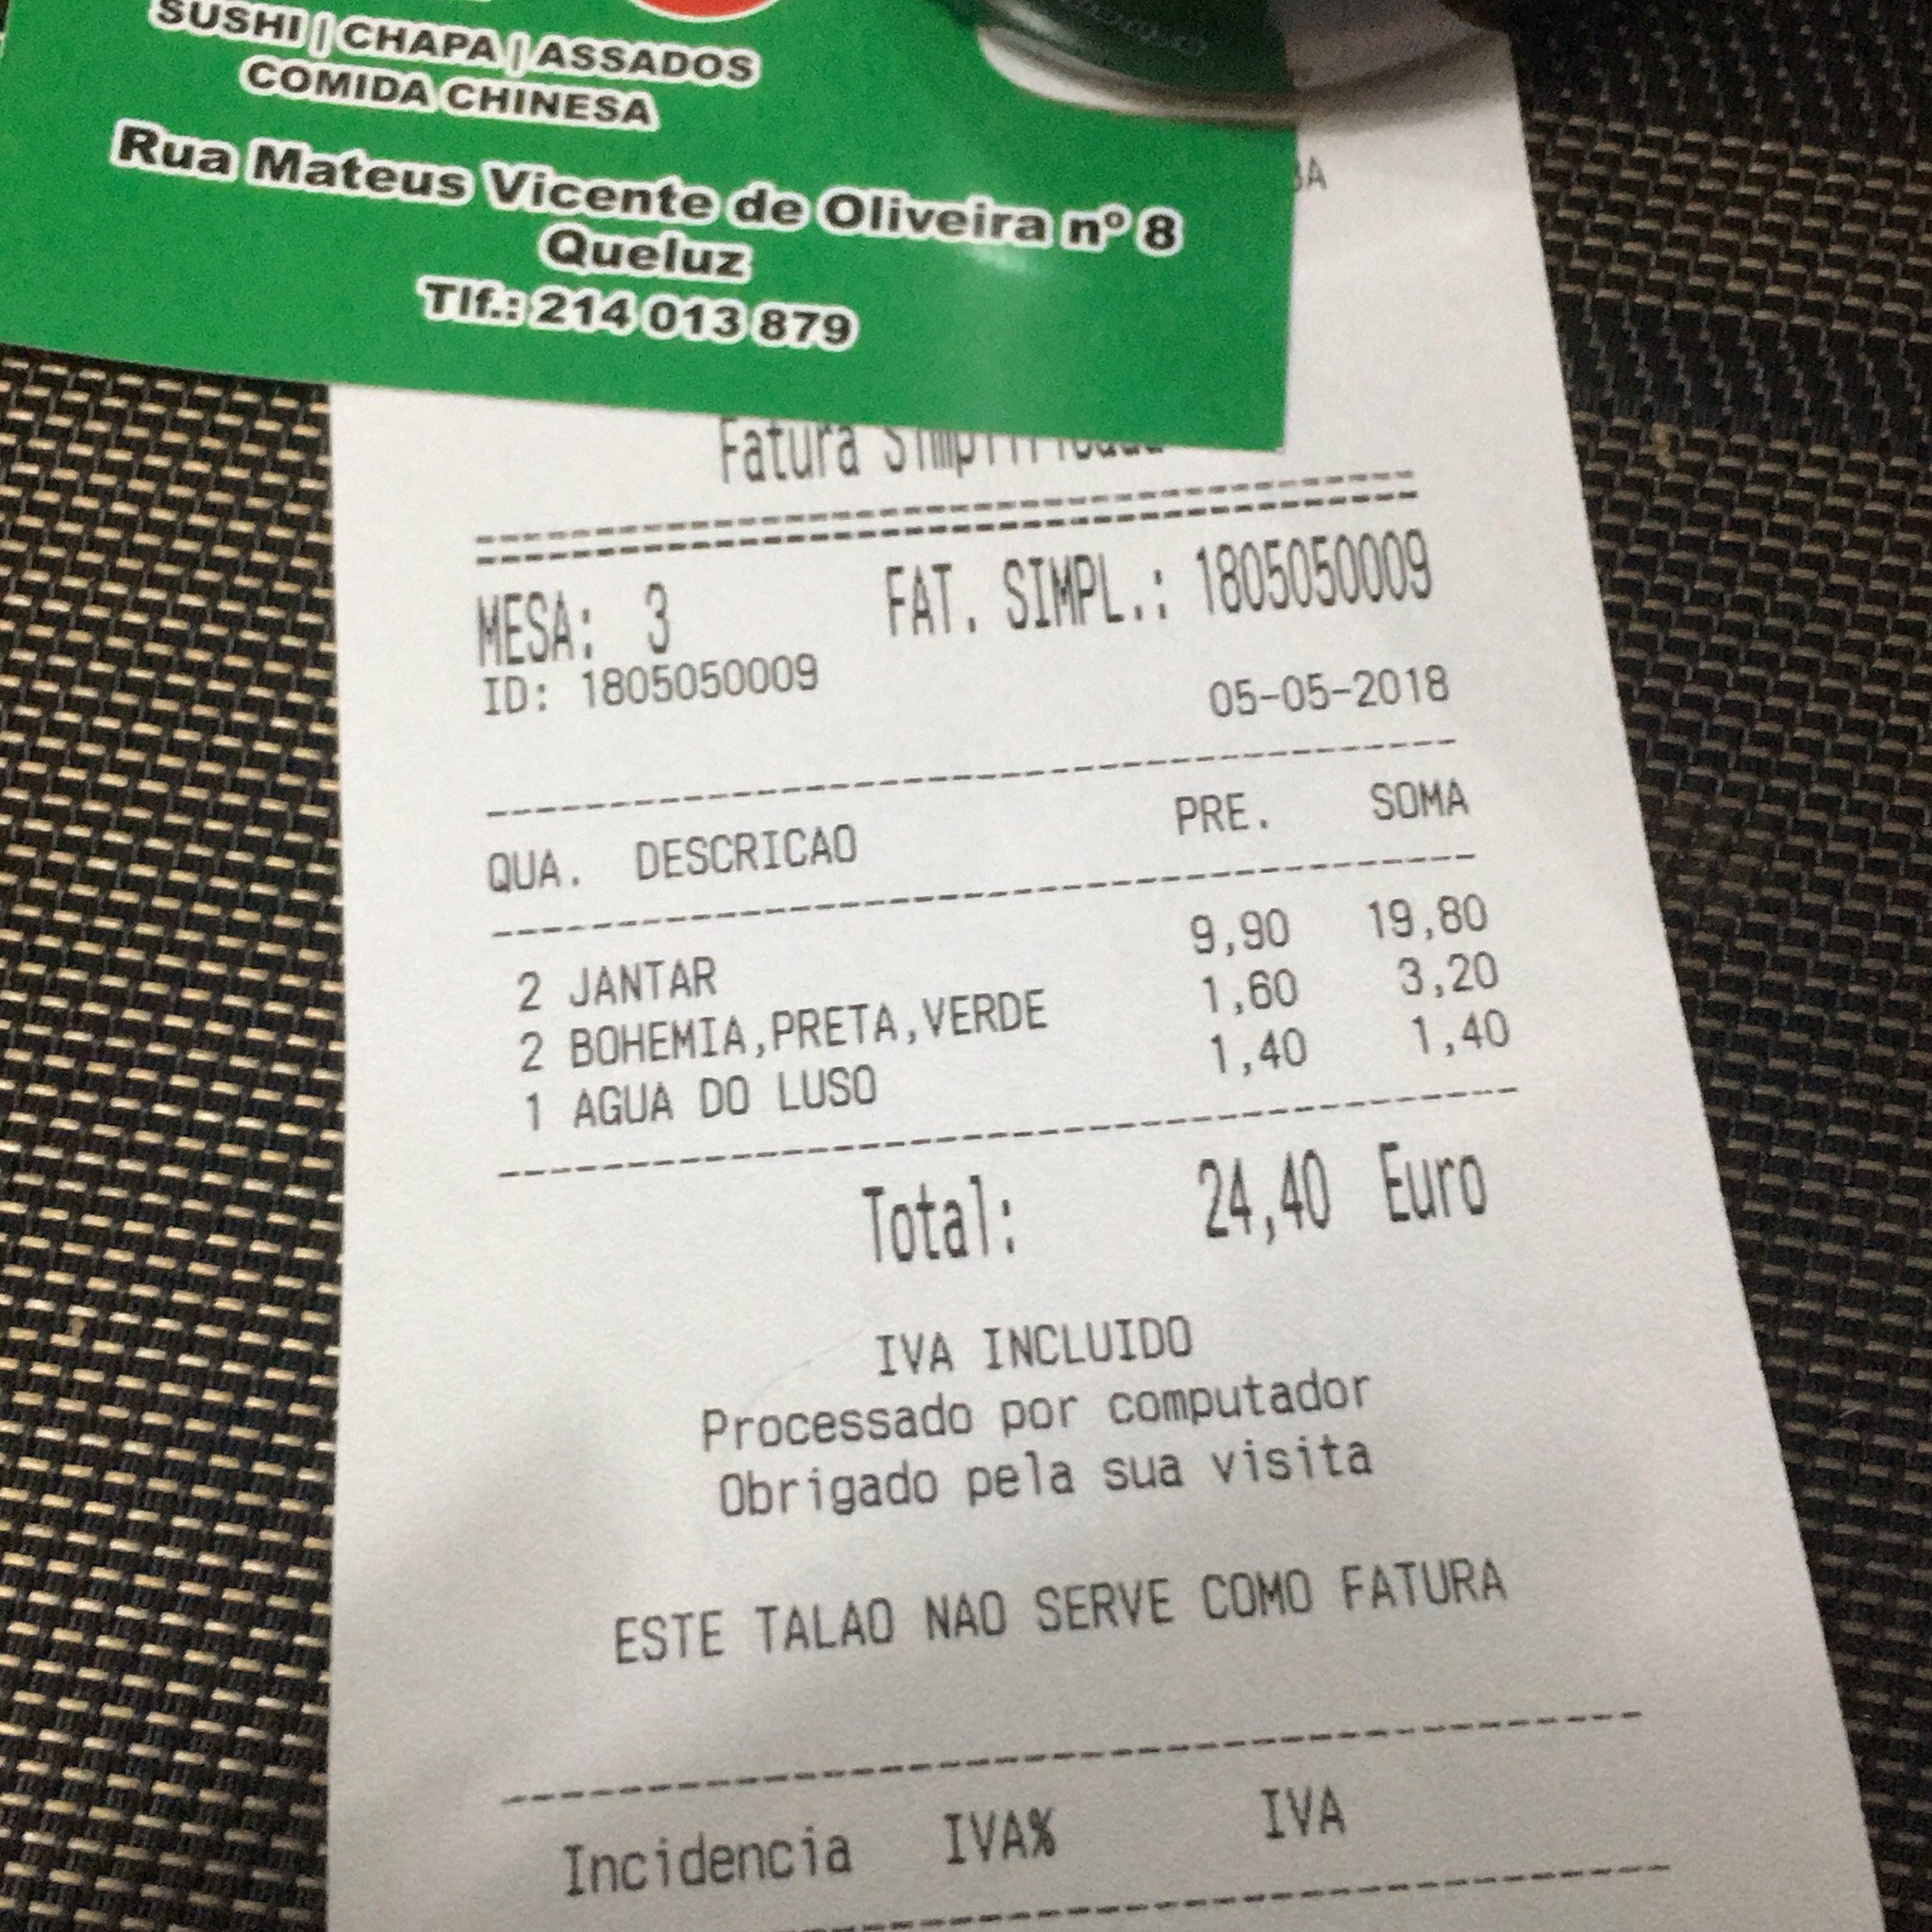 SUSHI | CHAPA | ASSADOS
COMIDA CHINESA
Rua Mateus Vicente de Oliveira nº 8
Queluz
Tlf.: 214 013 879
Fatura
MESA: 3 FAT. SIMPL.: 1805050009
ID: 1805050009 05-05-2018
QUA. DESCRICAO PRE. SOMA
2 JANTAR 9,90 19,80
2 BOHEMIA,PRETA,VERDE 1,60 3,20
1 AGUA DO LUSO 1,40 1,40
Total: 24,40 Euro
IVA INCLUIDO
Processado por computador
Obrigado pela sua visita
ESTE TALAO NAO SERVE COMO FATURA
Incidencia IVA% IVA